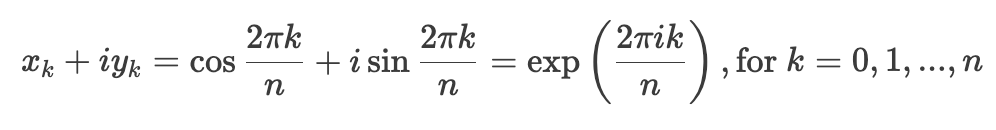 x_k + iy_k = cos 2πk/n + i sin 2πk/n = exp(2πik/n), for k = 0, 1, ..., n